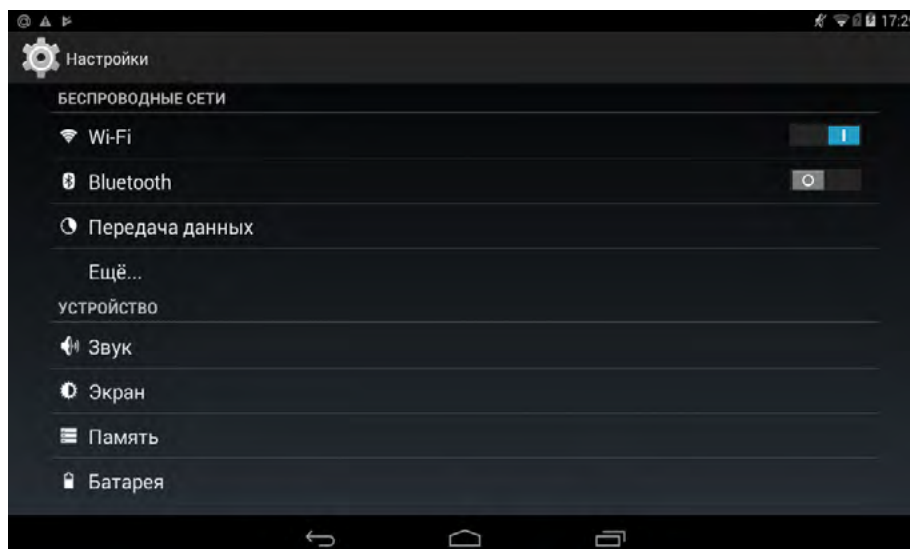 17:2
Настройки
БЕСПРОВОДНЫЕ СЕТИ
Wi-Fi
Bluetooth
Передача данных
Ещё...
УСТРОЙСТВО
Звук
Экран
Память
Батарея